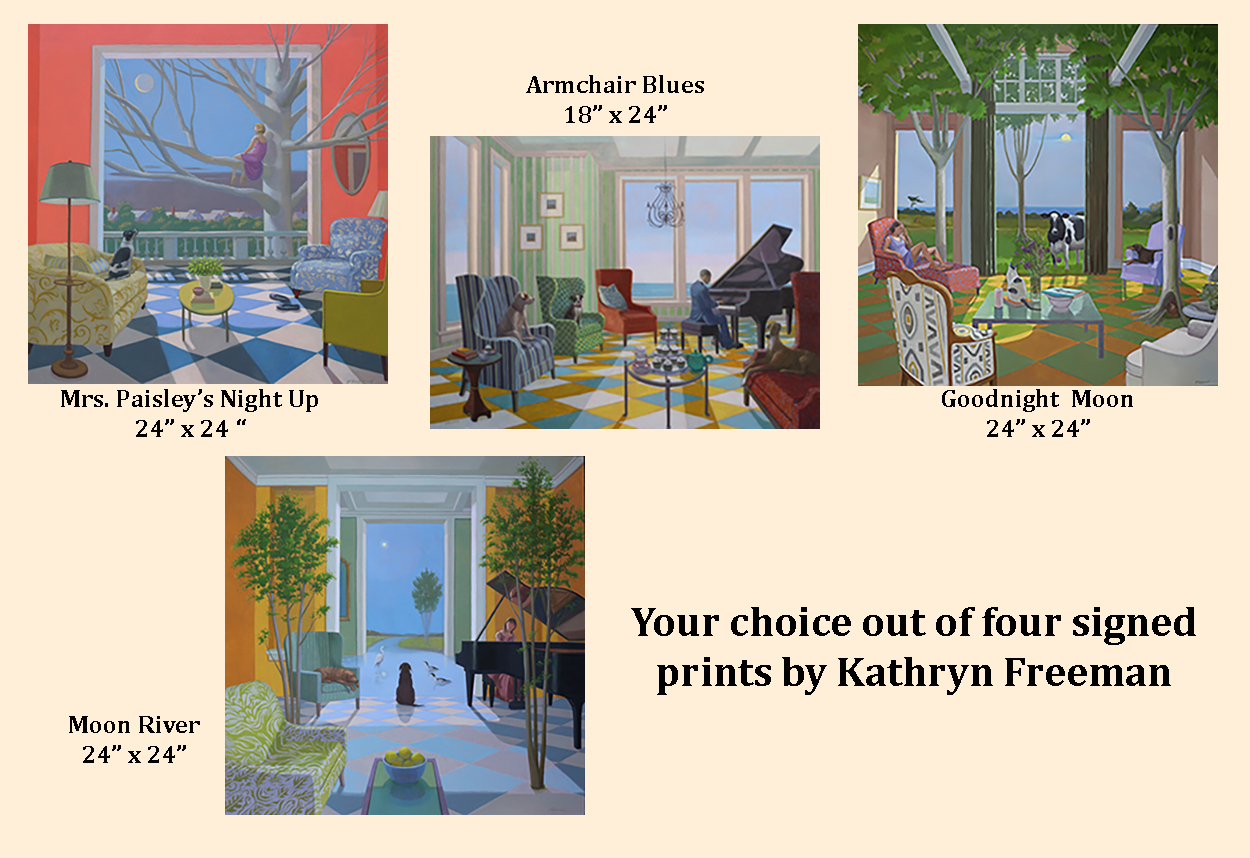 Armchair Blues
18” x 24”
Mrs. Paisley’s Night Up
24” x 24 “
Goodnight  Moon
24” x 24”
Moon River
24” x 24”
Your choice out of four signed
prints by Kathryn Freeman